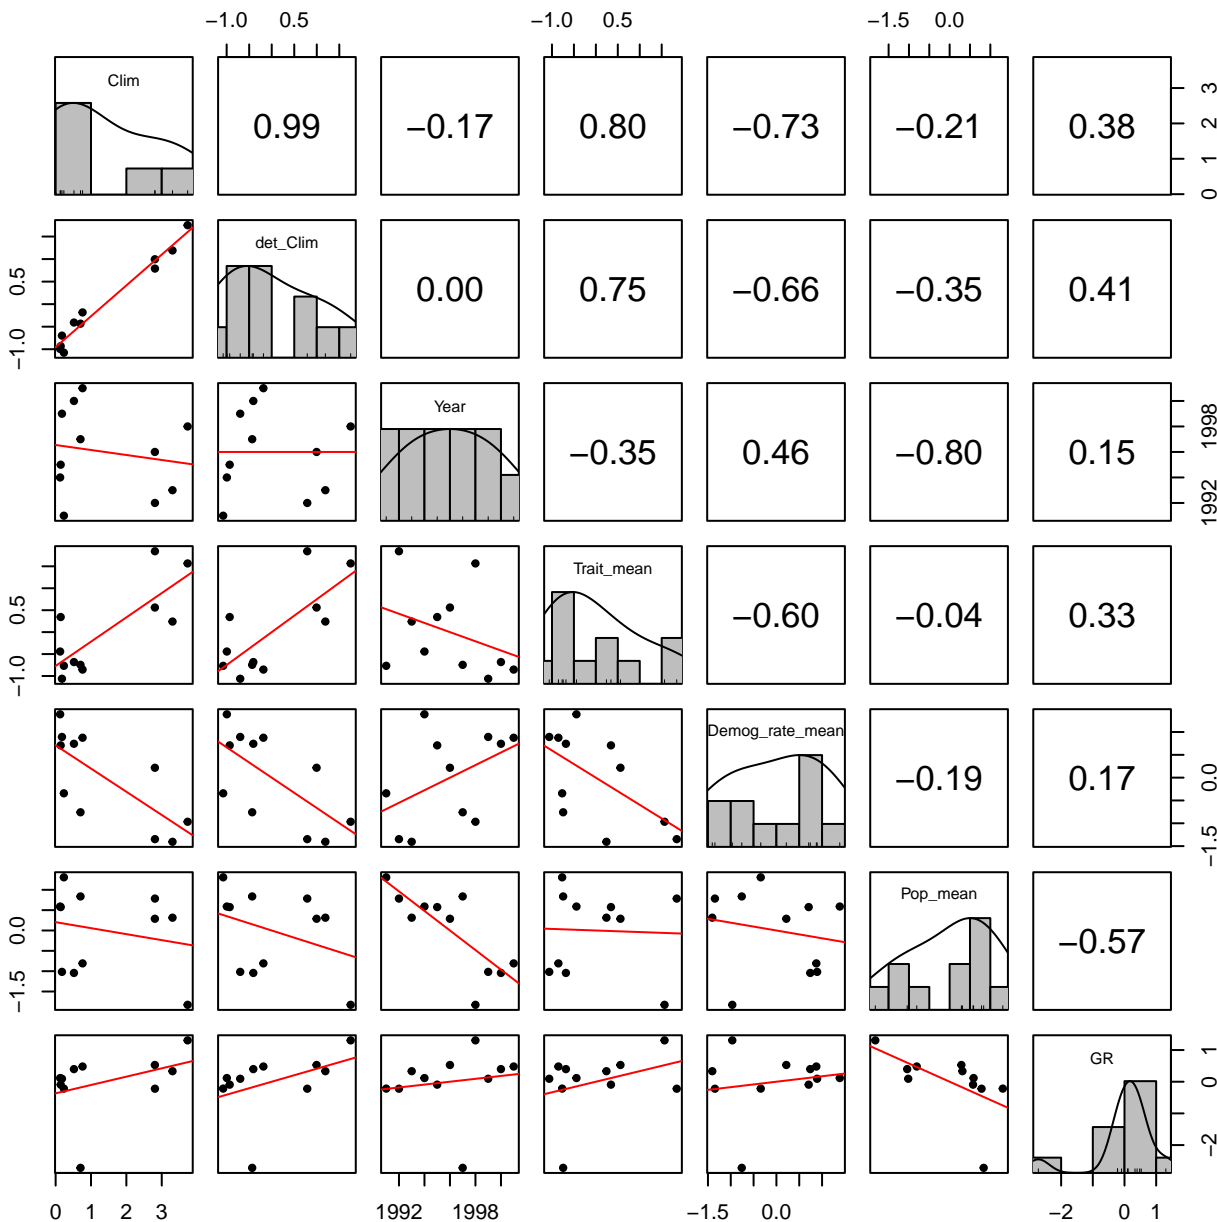 −1.0 0.5 −1.0 0.5 −1.5 0.0
Clim 0.99 −0.17 0.80 −0.73 −0.21 0.38
0 1 2 3
det_Clim 0.00 0.75 −0.66 −0.35 0.41
−1.0 0.5
Year −0.35 0.46 −0.80 0.15
1992 1998
Trait_mean −0.60 −0.04 0.33
−1.0 0.5
Demog_rate_mean −0.19 0.17
−1.5 0.0
Pop_mean −0.57
−1.5 0.0
GR
−2 0 1
0 1 2 3 1992 1998 −1.5 0.0 −2 0 1